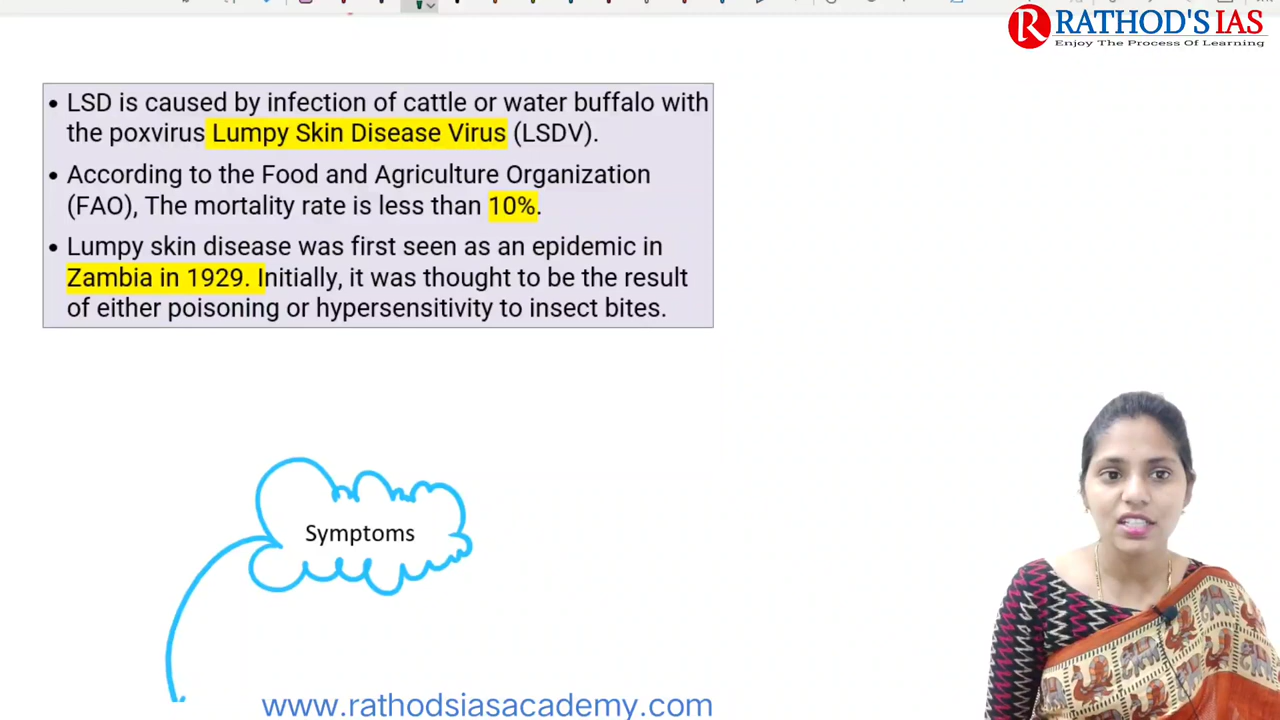 RATHOD'S IAS
Enjoy The Process Of Learning
• LSD is caused by infection of cattle or water buffalo with
the poxvirus Lumpy Skin Disease Virus (LSDV).
• According to the Food and Agriculture Organization
(FAO), The mortality rate is less than 10%.
• Lumpy skin disease was first seen as an epidemic in
Zambia in 1929. Initially, it was thought to be the result
of either poisoning or hypersensitivity to insect bites.
Symptoms
www.rathodsiasacademy.com